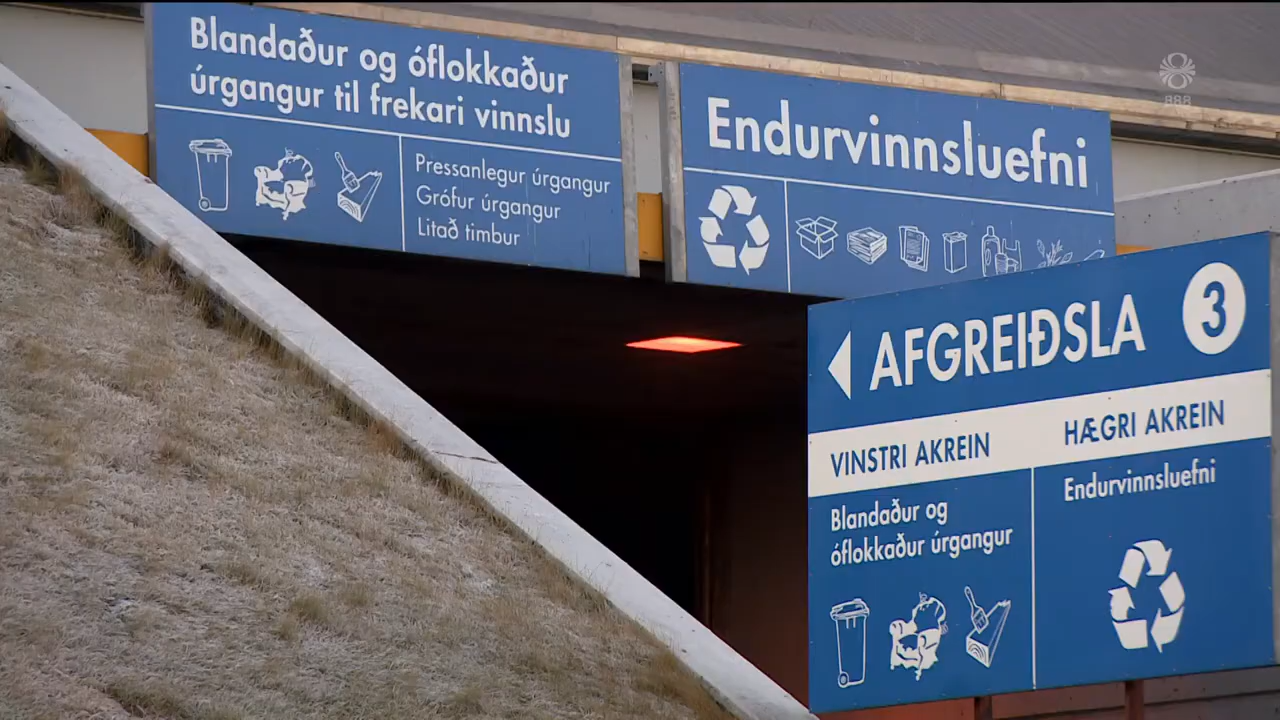 Blandaður og óflokkaður
úrgangur til frekari vinnslu
Pressanlegur úrgangur
Grófur úrgangur
Litað timbur
Endurvinnsluefni
888
AFGREIÐSLA 3
VINSTRI AKREIN
HÆGRI AKREIN
Blandaður og
óflokkaður úrgangur
Endurvinnsluefni